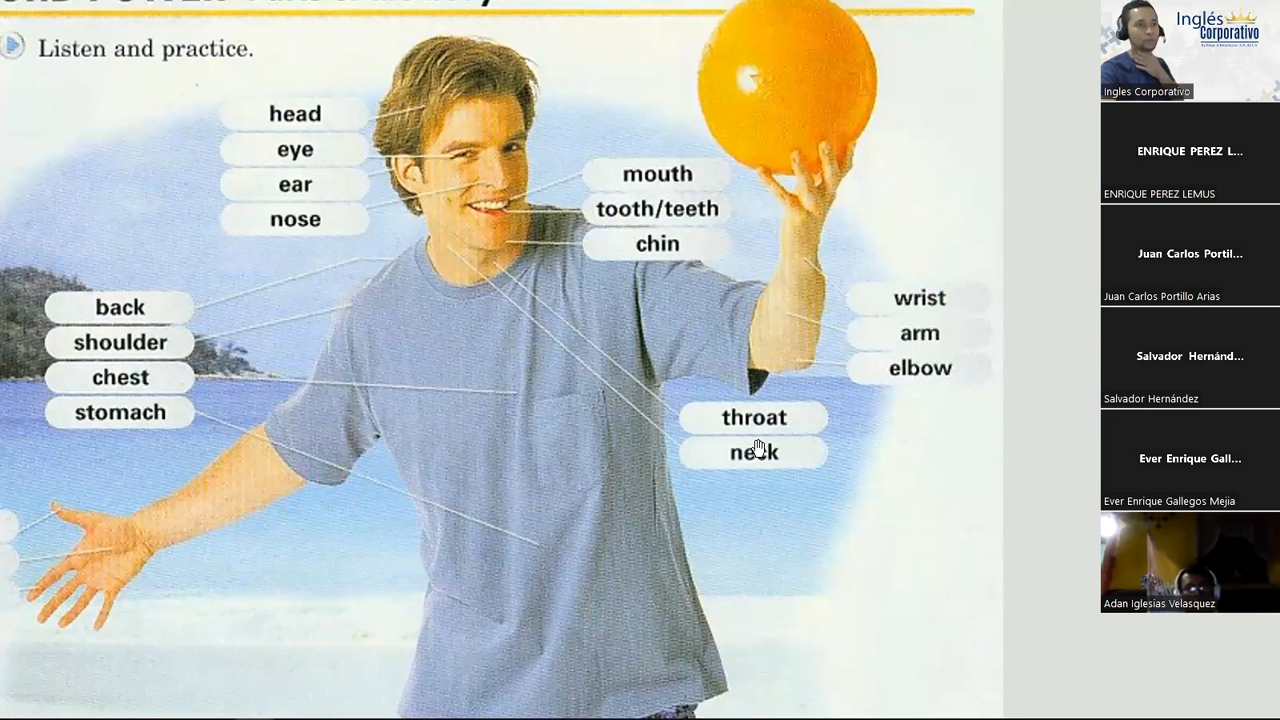 Listen and practice.
head
eye
ear
nose
mouth
tooth/teeth
chin
back
shoulder
chest
stomach
wrist
arm
elbow
throat
neck
Inglés
Corporativo
Ingles Corporativo
ENRIQUE PEREZ L...
ENRIQUE PEREZ LEMUS
Juan Carlos Portil...
Juan Carlos Portillo Arias
Salvador Hernánd...
Salvador Hernández
Ever Enrique Gall...
Ever Enrique Gallegos Mejia
Adan Iglesias Velasquez